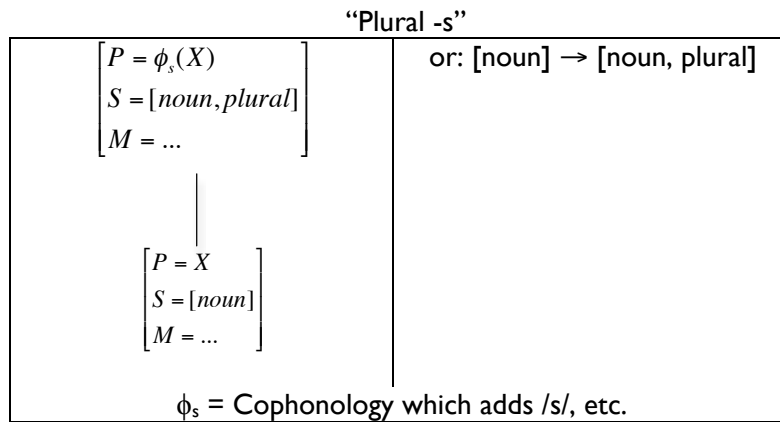 “Plural -s”
P = ϕₛ(X)
S = [noun, plural]
M = ...
or: [noun] → [noun, plural]
P = X
S = [noun]
M = ...
ϕₛ = Cophonology which adds /s/, etc.